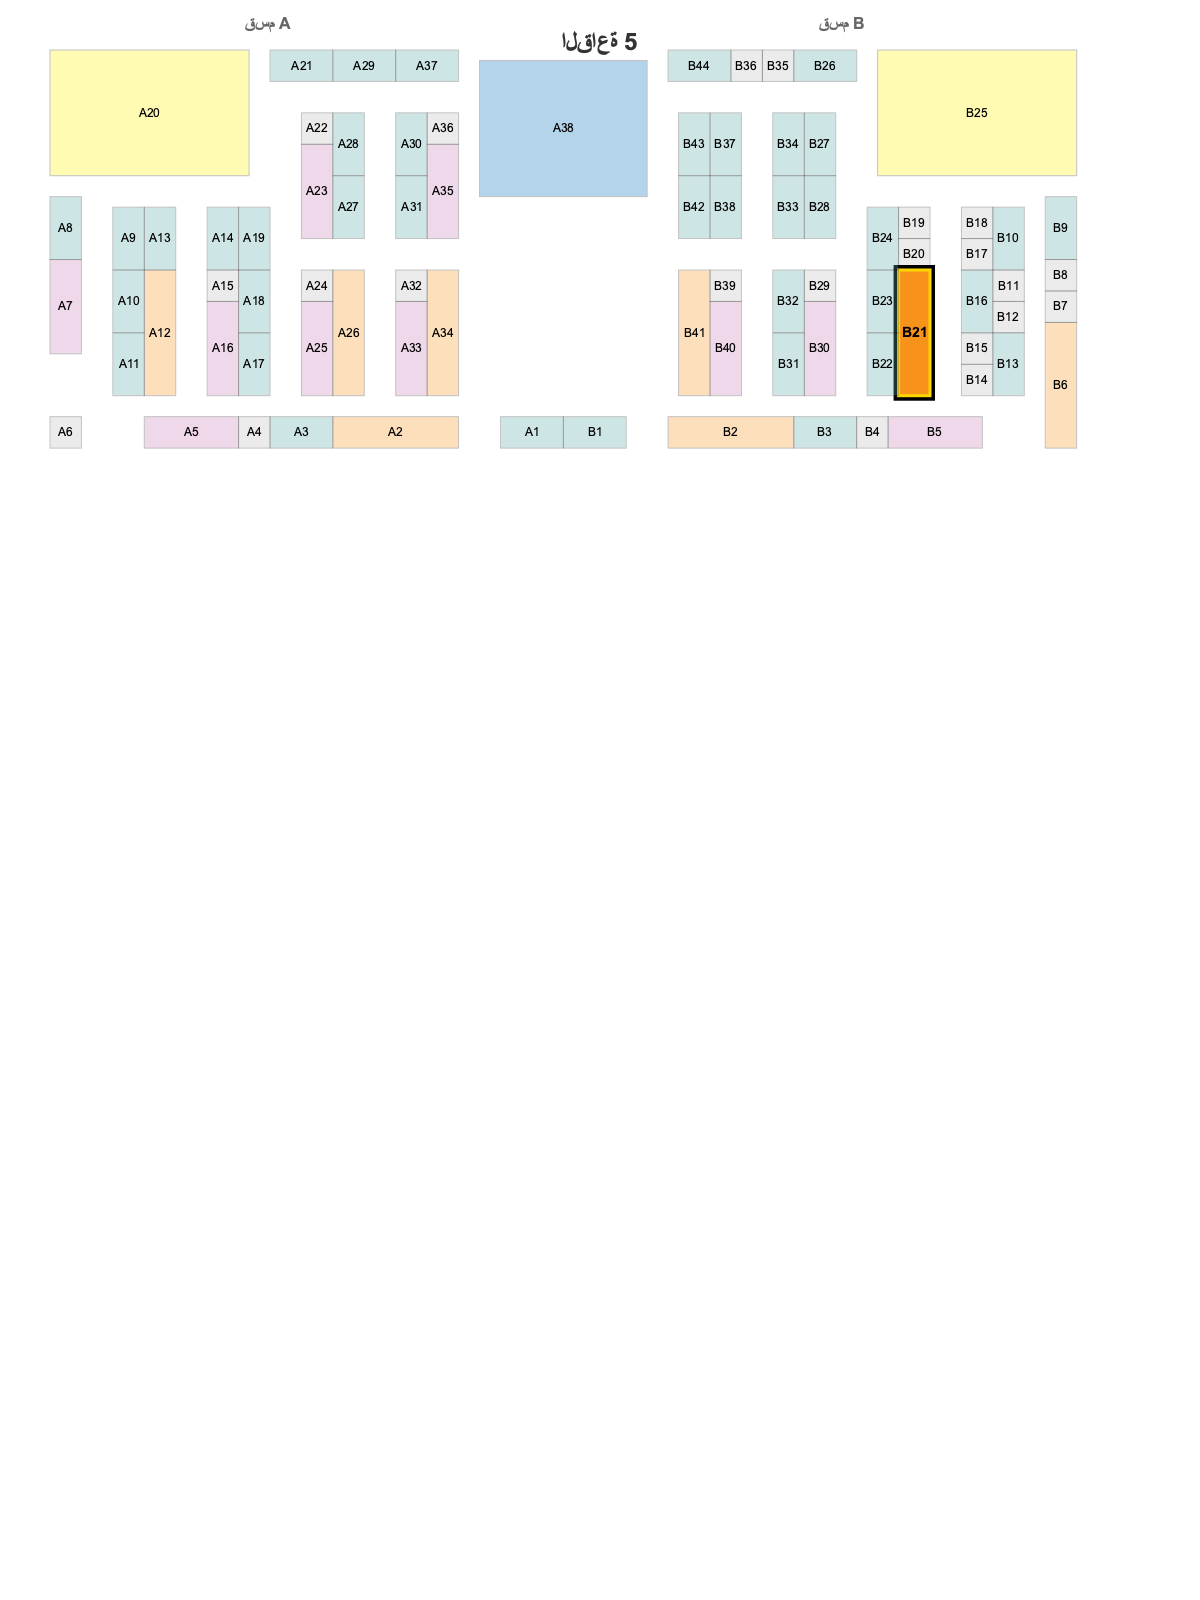 قسم A
قسم B
القاعة 5
A21 A29 A37
B44 B36 B35 B26
A20
A38
B25
A22 A28 A30 A36
B43 B37 B34 B27
A23 A27 A31 A35
B42 B38 B33 B28
A8 A9 A13 A14 A19
B24 B19 B18 B10 B9
B20 B17
A10 A15 A18 A24 A32
B39 B32 B29 B23 B16 B11 B8
A7 A12 A26 A34
B41 B21 B12 B7
A11 A16 A17 A25 A33
B40 B31 B30 B22 B15 B13
B14 B6
A6 A5 A4 A3 A2 A1 B1 B2 B3 B4 B5